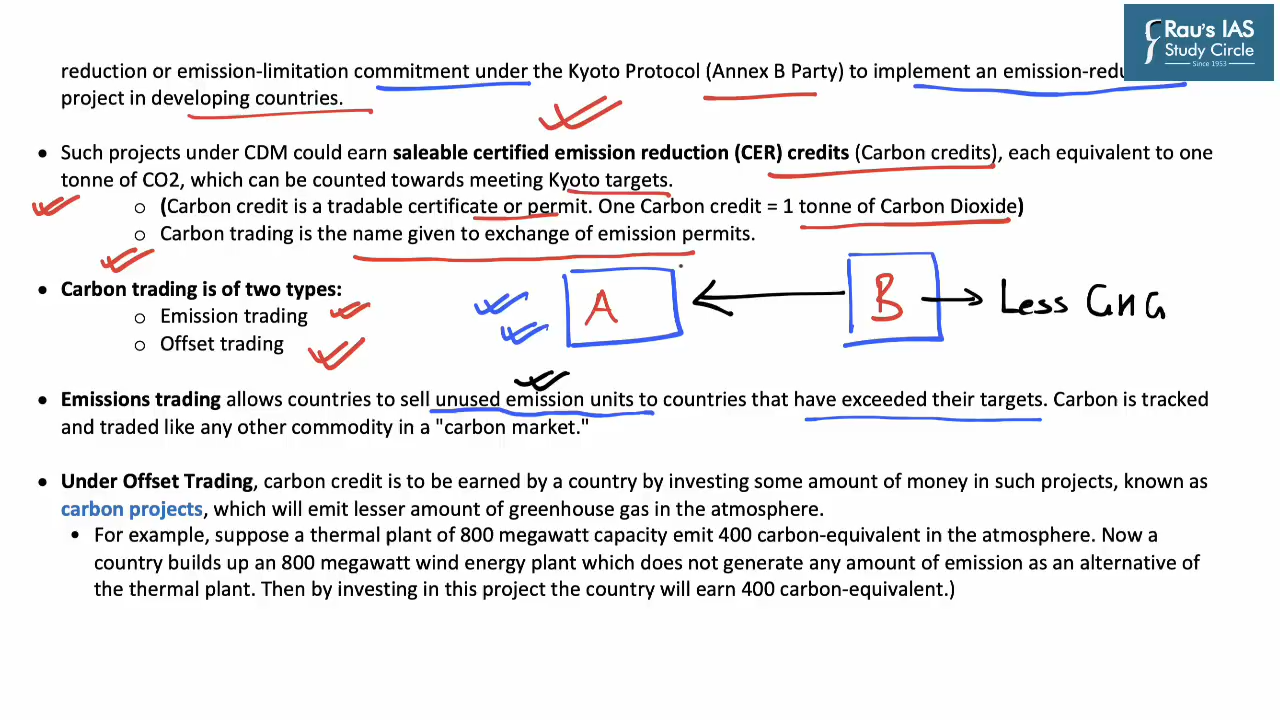 Rau's IAS
Study Circle
Since 1953
reduction or emission-limitation commitment under the Kyoto Protocol (Annex B Party) to implement an emission-redu
project in developing countries.
• Such projects under CDM could earn saleable certified emission reduction (CER) credits (Carbon credits), each equivalent to one
tonne of CO2, which can be counted towards meeting Kyoto targets.
○ (Carbon credit is a tradable certificate or permit. One Carbon credit = 1 tonne of Carbon Dioxide)
○ Carbon trading is the name given to exchange of emission permits.
• Carbon trading is of two types:
○ Emission trading
○ Offset trading
A
B
Less GHG
• Emissions trading allows countries to sell unused emission units to countries that have exceeded their targets. Carbon is tracked
and traded like any other commodity in a "carbon market."
• Under Offset Trading, carbon credit is to be earned by a country by investing some amount of money in such projects, known as
carbon projects, which will emit lesser amount of greenhouse gas in the atmosphere.
• For example, suppose a thermal plant of 800 megawatt capacity emit 400 carbon-equivalent in the atmosphere. Now a
country builds up an 800 megawatt wind energy plant which does not generate any amount of emission as an alternative of
the thermal plant. Then by investing in this project the country will earn 400 carbon-equivalent.)